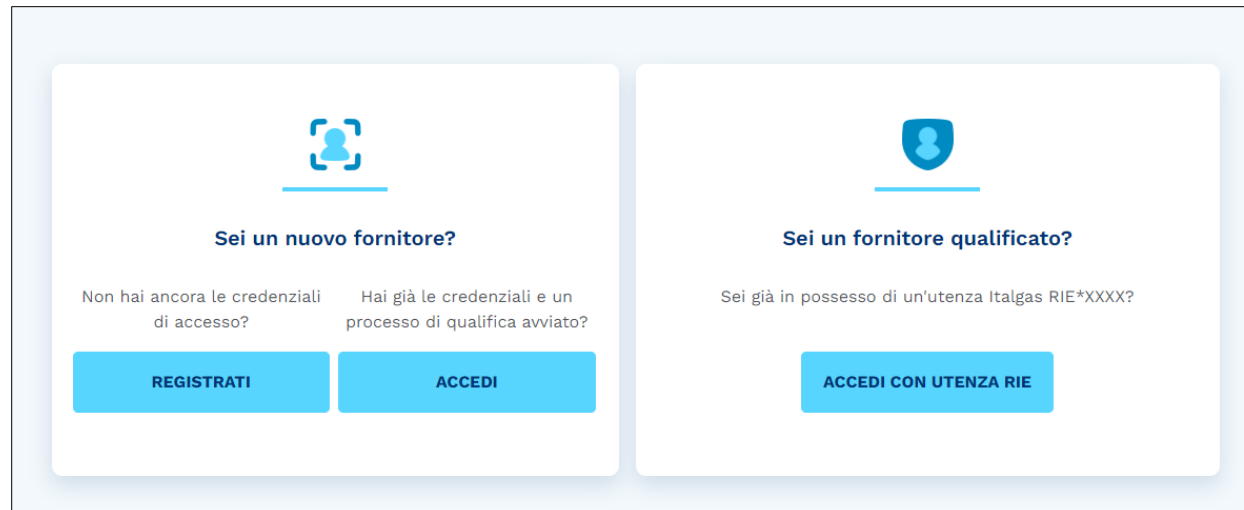 Sei un nuovo fornitore?
Non hai ancora le credenziali
di accesso?
REGISTRATI
Hai già le credenziali e un
processo di qualifica avviato?
ACCEDI
Sei un fornitore qualificato?
Sei già in possesso di un'utenza Italgas RIE*XXXX?
ACCEDI CON UTENZA RIE